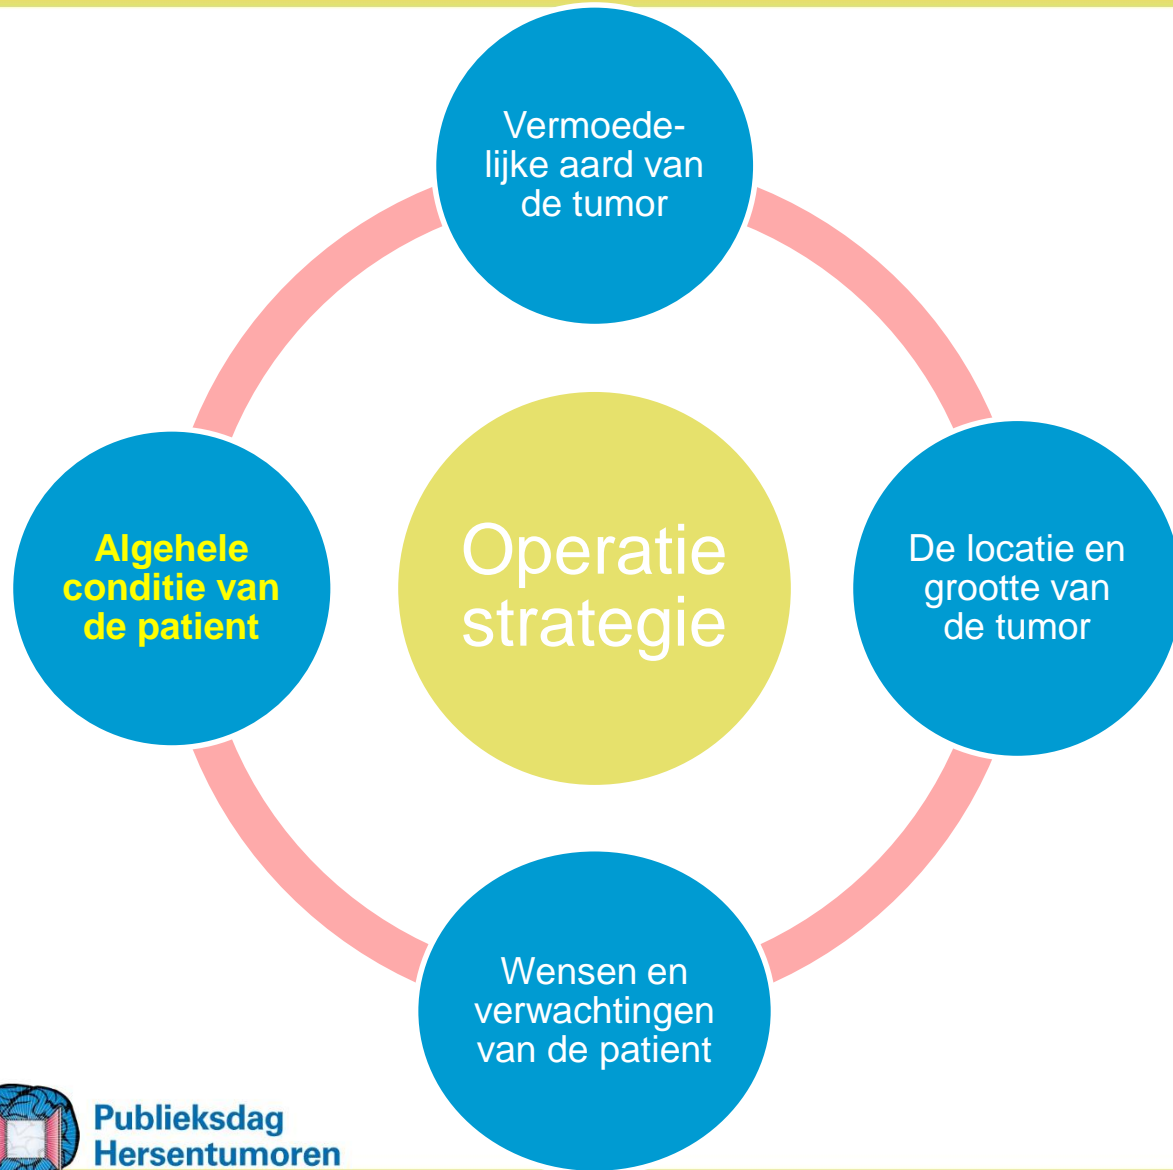 Vermoede-
lijke aard van
de tumor
Operatie
strategie
Algehele
conditie van
de patient
De locatie en
grootte van
de tumor
Wensen en
verwachtingen
van de patient
Publieksdag
Hersentumoren